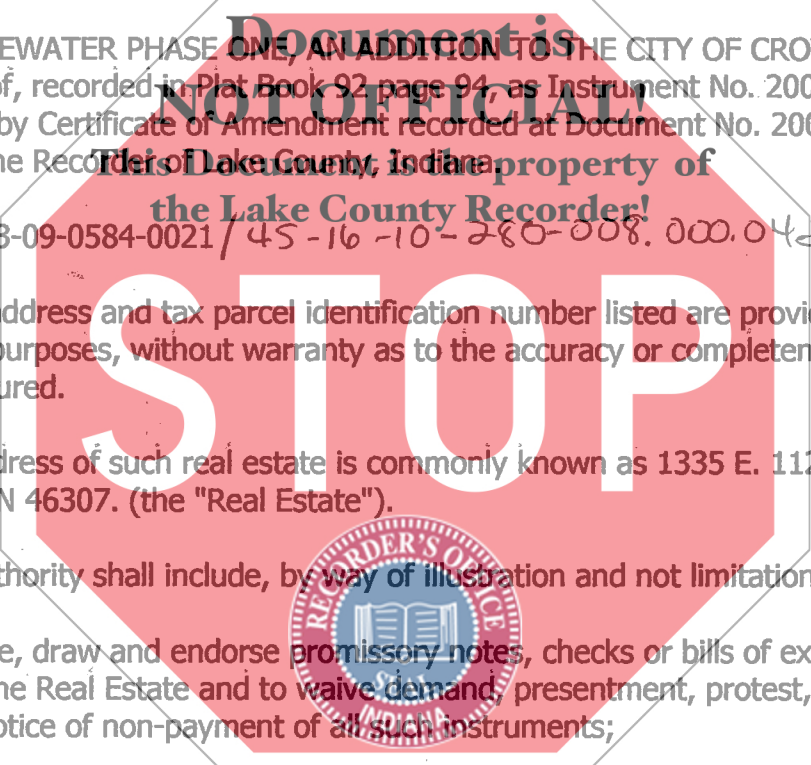 Document is
EWATER PHASE ONE, AN ADDITION TO THE CITY OF CRO
of, recorded in Plat Book 92 page 94, as Instrument No. 200
NOT OFFICIAL!
by Certificate of Amendment recorded at Document No. 200
he Recorder of Lake County, Indiana.
This Document is the property of
the Lake County Recorder!
3-09-0584-0021 / 45-16-10-280-008.000.04
address and tax parcel identification number listed are provi
purposes, without warranty as to the accuracy or completen
ured.
STOP
dress of such real estate is commonly known as 1335 E. 112
N 46307. (the "Real Estate").
RECORDER'S OFFICE
thority shall include, by way of illustration and not limitation
e, draw and endorse promissory notes, checks or bills of ex
he Real Estate and to waive demand, presentment, protest,
SEAL
INDIANA
otice of non-payment of all such instruments;